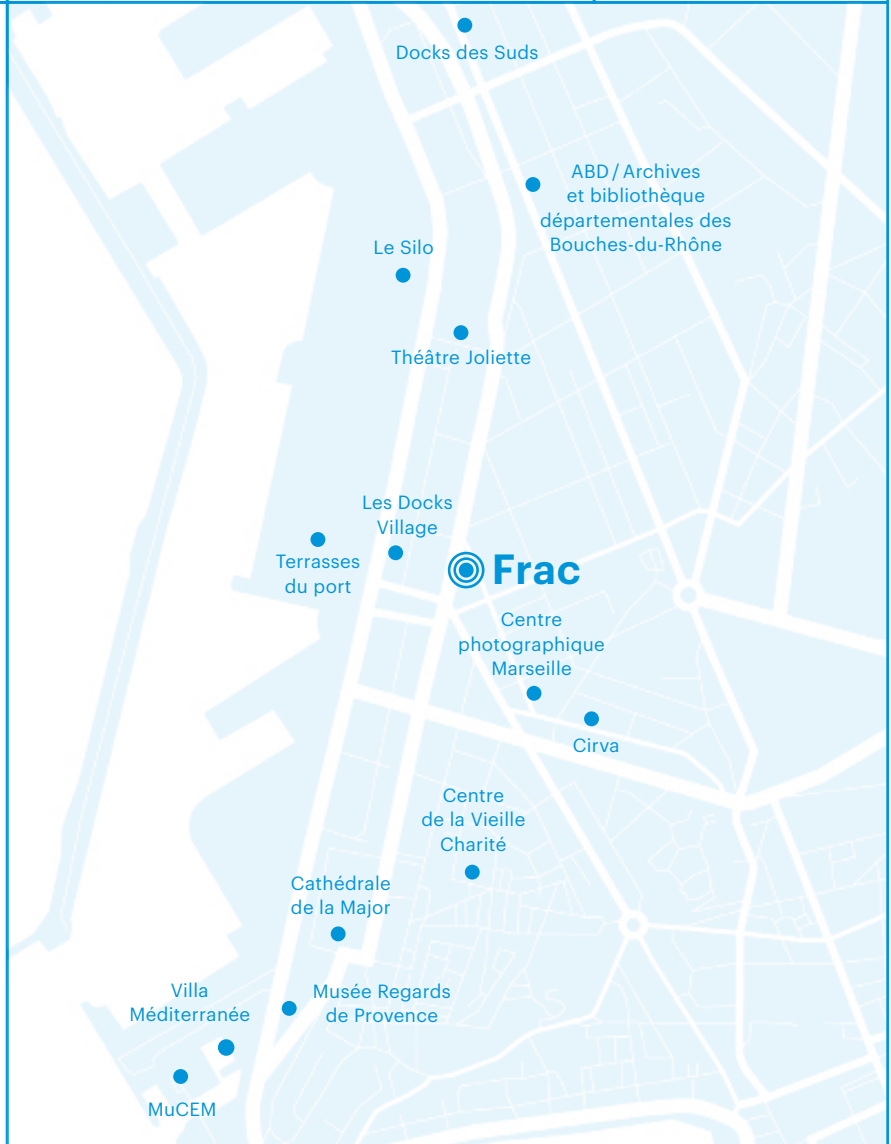 Docks des Suds
ABD / Archives
et bibliothèque
départementales des
Bouches-du-Rhône
Le Silo
Théâtre Joliette
Les Docks
Village
Terrasses
du port
Frac
Centre
photographique
Marseille
Cirva
Centre
de la Vieille
Charité
Cathédrale
de la Major
Villa
Méditerranée
Musée Regards
de Provence
MuCEM